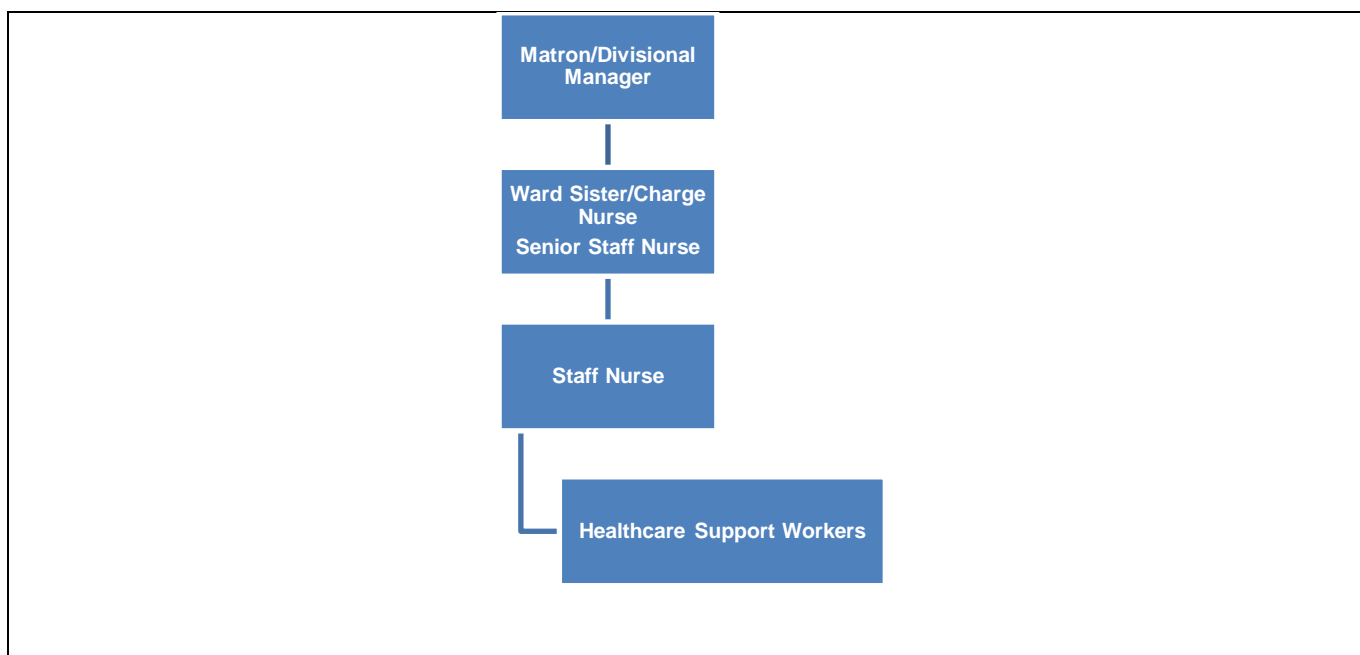 Matron/Divisional
Manager
Ward Sister/Charge
Nurse
Senior Staff Nurse
Staff Nurse
Healthcare Support Workers